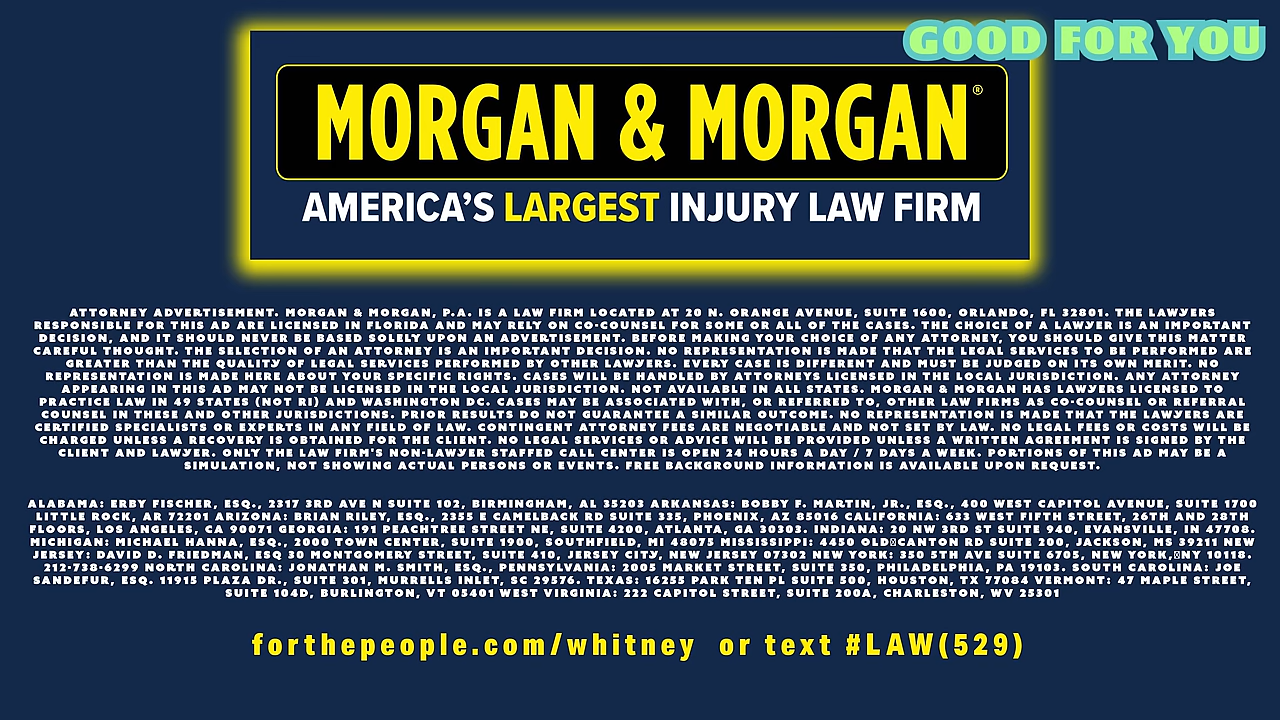 GOOD FOR YOU
MORGAN & MORGAN®
AMERICA'S LARGEST INJURY LAW FIRM
ATTORNEY ADVERTISEMENT. MORGAN & MORGAN, P.A. IS A LAW FIRM LOCATED AT 20 N. ORANGE AVENUE, SUITE 1600, ORLANDO, FL 32801. THE LAWYERS
RESPONSIBLE FOR THIS AD ARE LICENSED IN FLORIDA AND MAY RELY ON CO-COUNSEL FOR SOME OR ALL OF THE CASES. THE CHOICE OF A LAWYER IS AN IMPORTANT
DECISION, AND IT SHOULD NEVER BE BASED SOLELY UPON AN ADVERTISEMENT. BEFORE MAKING YOUR CHOICE OF ANY ATTORNEY, YOU SHOULD GIVE THIS MATTER
CAREFUL THOUGHT. THE SELECTION OF AN ATTORNEY IS AN IMPORTANT DECISION. NO REPRESENTATION IS MADE THAT THE LEGAL SERVICES TO BE PERFORMED ARE
GREATER THAN THE QUALITY OF LEGAL SERVICES PERFORMED BY OTHER LAWYERS. EVERY CASE IS DIFFERENT AND MUST BE JUDGED ON ITS OWN MERIT. NO
REPRESENTATION IS MADE HERE ABOUT YOUR SPECIFIC RIGHTS. CASES WILL BE HANDLED BY ATTORNEYS LICENSED IN THE LOCAL JURISDICTION. ANY ATTORNEY
APPEARING IN THIS AD MAY NOT BE LICENSED IN THE LOCAL JURISDICTION. NOT AVAILABLE IN ALL STATES. MORGAN & MORGAN HAS LAWYERS LICENSED TO
PRACTICE LAW IN 49 STATES (NOT RI) AND WASHINGTON DC. CASES MAY BE ASSOCIATED WITH, OR REFERRED TO, OTHER LAW FIRMS AS CO-COUNSEL OR REFERRAL
COUNSEL IN THESE AND OTHER JURISDICTIONS. PRIOR RESULTS DO NOT GUARANTEE A SIMILAR OUTCOME. NO REPRESENTATION IS MADE THAT THE LAWYERS ARE
CERTIFIED SPECIALISTS OR EXPERTS IN ANY FIELD OF LAW. CONTINGENT ATTORNEY FEES ARE NEGOTIABLE AND NOT SET BY LAW. NO LEGAL FEES OR COSTS WILL BE
CHARGED UNLESS A RECOVERY IS OBTAINED FOR THE CLIENT. NO LEGAL SERVICES OR ADVICE WILL BE PROVIDED UNLESS A WRITTEN AGREEMENT IS SIGNED BY THE
CLIENT AND LAWYER. ONLY THE LAW FIRM'S NON-LAWYER STAFFED CALL CENTER IS OPEN 24 HOURS A DAY / 7 DAYS A WEEK. PORTIONS OF THIS AD MAY BE A
SIMULATION, NOT SHOWING ACTUAL PERSONS OR EVENTS. FREE BACKGROUND INFORMATION IS AVAILABLE UPON REQUEST.
ALABAMA: ERBY FISCHER, ESQ., 2317 3RD AVE N SUITE 102, BIRMINGHAM, AL 35203 ARKANSAS: BOBBY F. MARTIN, JR., ESQ., 400 WEST CAPITOL AVENUE, SUITE 1700
LITTLE ROCK, AR 72201 ARIZONA: BRIAN RILEY, ESQ., 2355 E CAMELBACK RD SUITE 335, PHOENIX, AZ 85016 CALIFORNIA: 633 WEST FIFTH STREET, 26TH AND 28TH
FLOORS, LOS ANGELES, CA 90071 GEORGIA: 191 PEACHTREE STREET NE, SUITE 4200, ATLANTA, GA 30303. INDIANA: 20 NW 3RD ST SUITE 940, EVANSVILLE, IN 47708.
MICHIGAN: MICHAEL HANNA, ESQ., 2000 TOWN CENTER, SUITE 1900, SOUTHFIELD, MI 48075 MISSISSIPPI: 4450 OLD▯CANTON RD SUITE 200, JACKSON, MS 39211 NEW
JERSEY: DAVID D. FRIEDMAN, ESQ 30 MONTGOMERY STREET, SUITE 410, JERSEY CITY, NEW JERSEY 07302 NEW YORK: 350 5TH AVE SUITE 6705, NEW YORK,▯NY 10118.
212-738-6299 NORTH CAROLINA: JONATHAN M. SMITH, ESQ., PENNSYLVANIA: 2005 MARKET STREET, SUITE 350, PHILADELPHIA, PA 19103. SOUTH CAROLINA: JOE
SANDEFUR, ESQ. 11915 PLAZA DR., SUITE 301, MURRELLS INLET, SC 29576. TEXAS: 16255 PARK TEN PL SUITE 500, HOUSTON, TX 77084 VERMONT: 47 MAPLE STREET,
SUITE 104D, BURLINGTON, VT 05401 WEST VIRGINIA: 222 CAPITOL STREET, SUITE 200A, CHARLESTON, WV 25301
forthepeople.com/whitney or text #LAW(529)